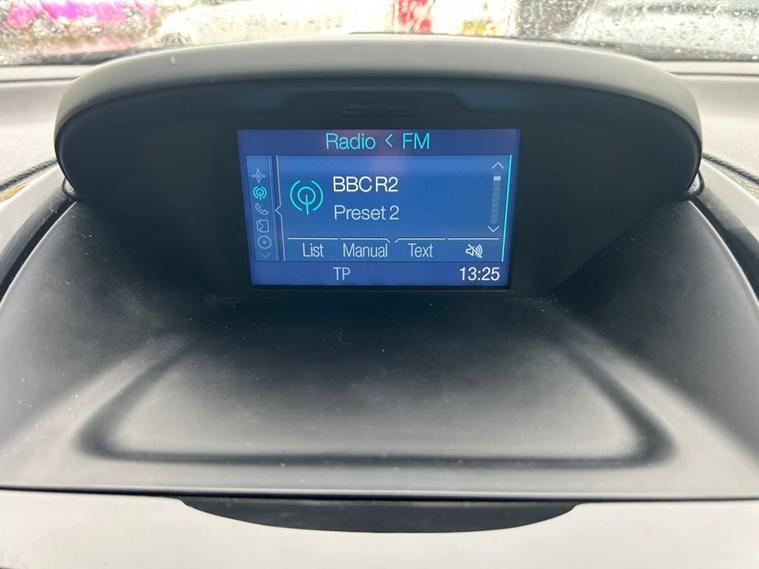 Radio < FM
BBC R2
Preset 2
List Manual Text
TP 13:25